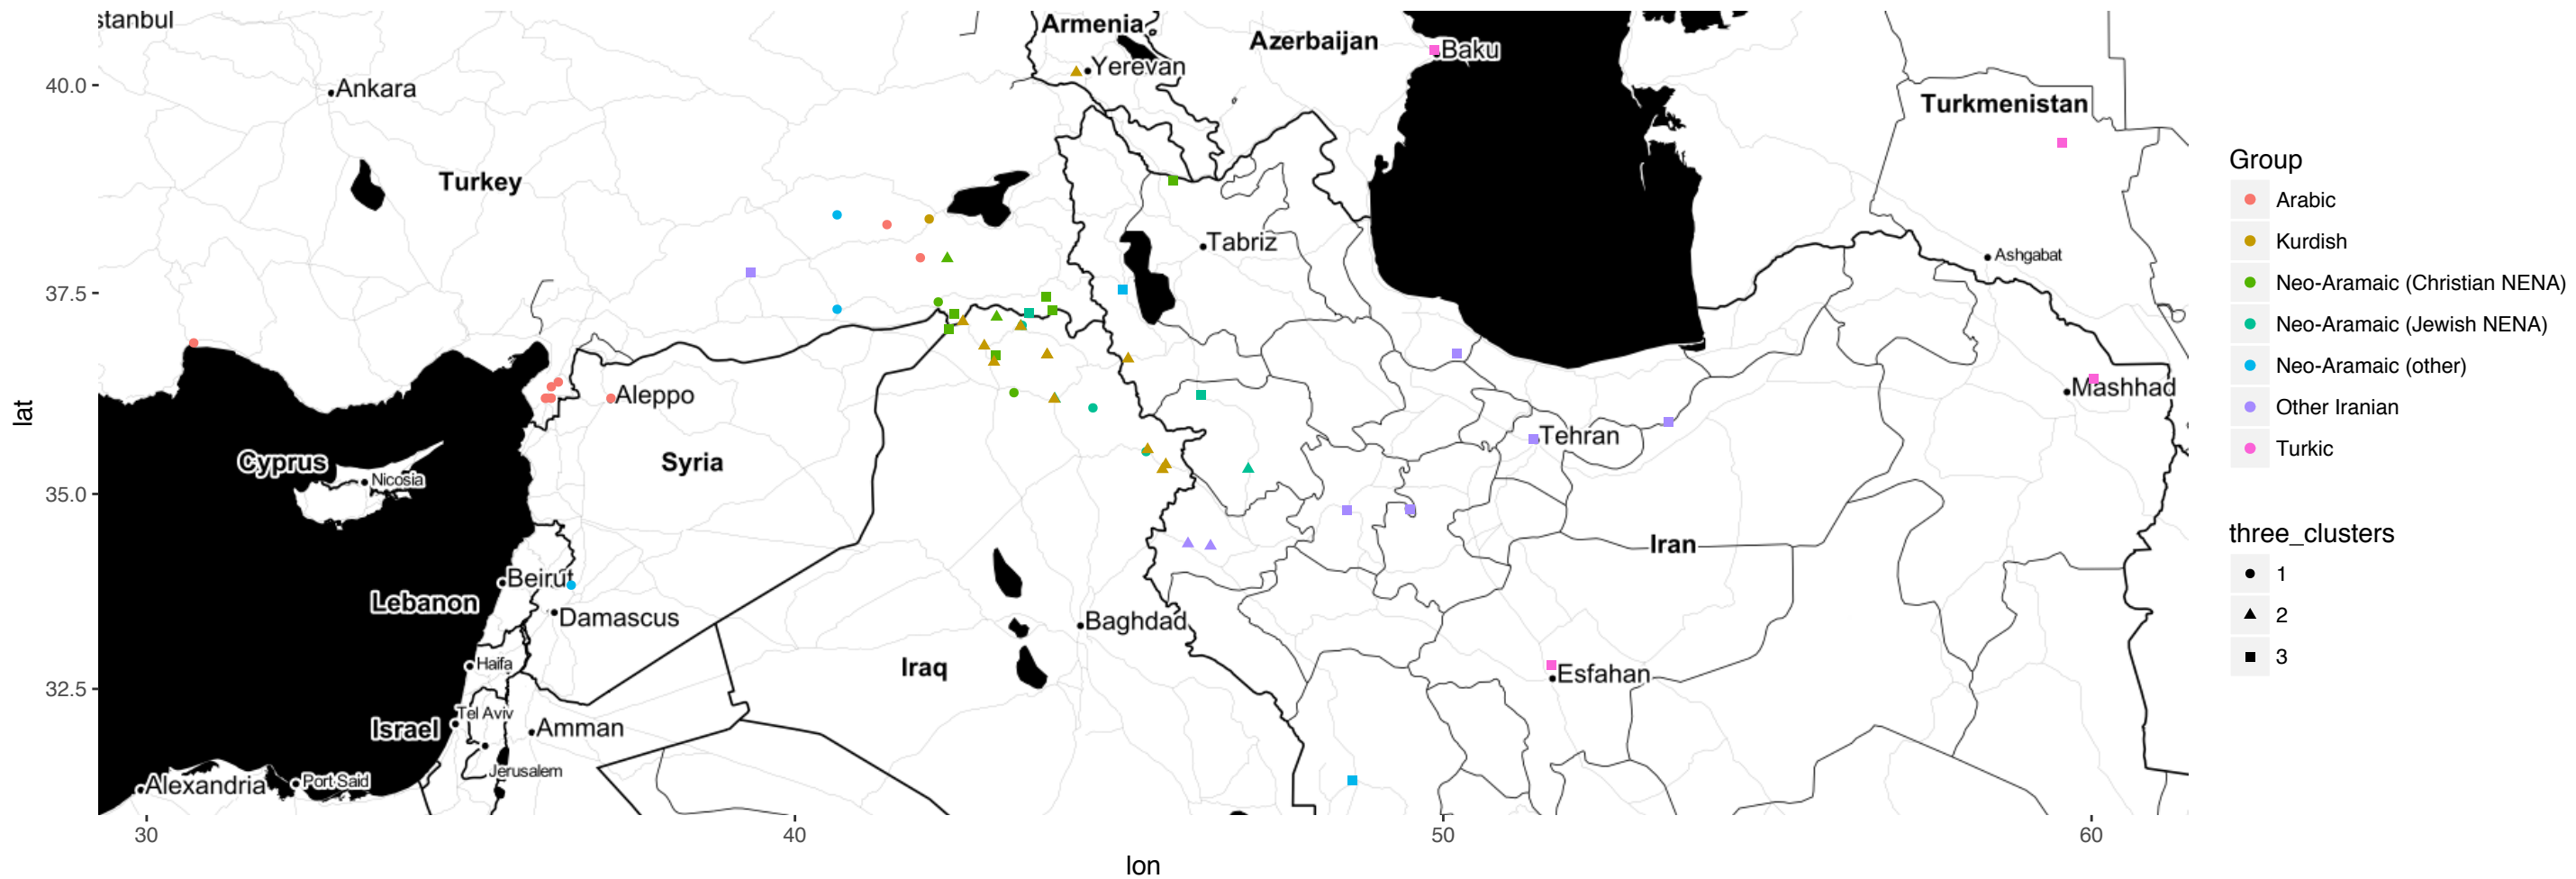 stanbul
Armenia
Azerbaijan
Baku
Yerevan
40.0
Ankara
Turkmenistan
Turkey
Tabriz
Ashgabat
37.5
Aleppo
Mashhad
Tehran
lat
Cyprus
Syria
Nicosia
35.0
Iran
Beirut
Lebanon
Damascus
Baghdad
Haifa
Iraq
Esfahan
32.5
Tel Aviv
Israel
Amman
Jerusalem
Alexandria
Port Said
30 40 50 60
lon
Group
Arabic
Kurdish
Neo-Aramaic (Christian NENA)
Neo-Aramaic (Jewish NENA)
Neo-Aramaic (other)
Other Iranian
Turkic
three_clusters
1
2
3